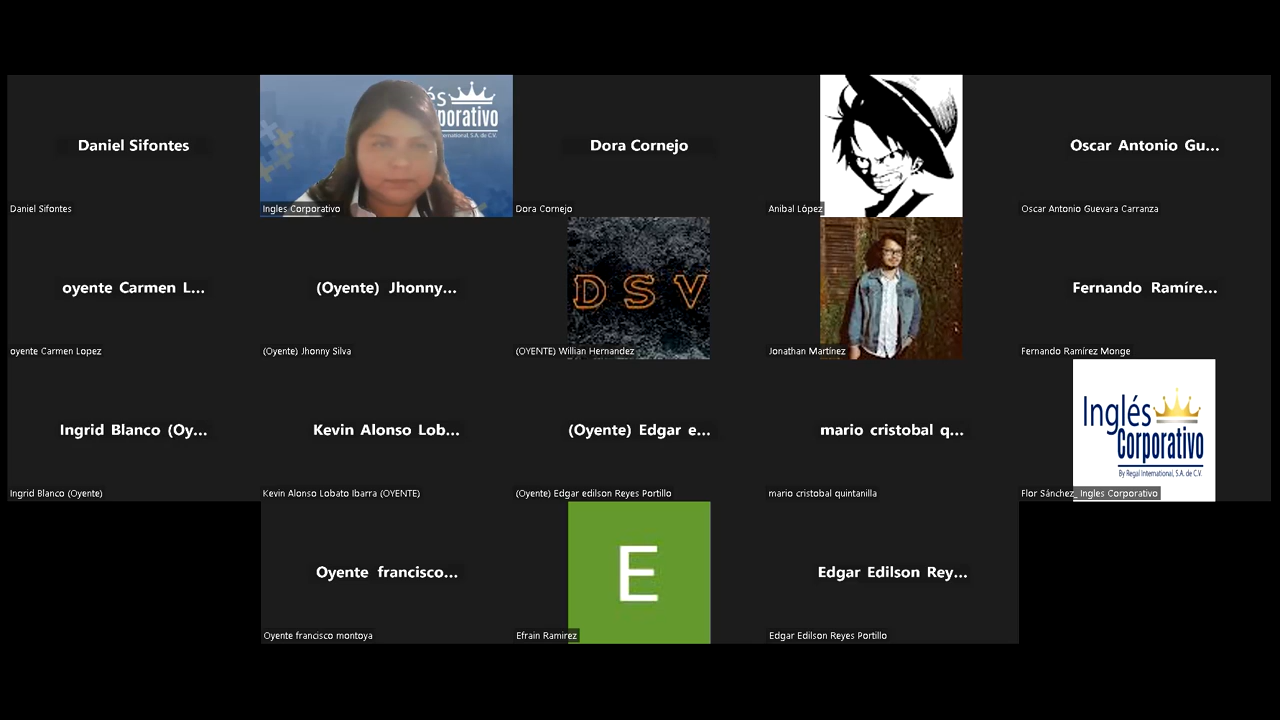 Daniel Sifontes
Daniel Sifontes
és
porativo
Ingles Corporativo
Dora Cornejo
Dora Cornejo
Anibal López
Oscar Antonio Gu...
Oscar Antonio Guevara Carranza
oyente Carmen L...
oyente Carmen Lopez
(Oyente) Jhonny...
(Oyente) Jhonny Silva
D S V
(OYENTE) Willian Hernandez
Jonathan Martínez
Fernando Ramíre...
Fernando Ramírez Monge
Ingrid Blanco (Oy...
Ingrid Blanco (Oyente)
Kevin Alonso Lob...
Kevin Alonso Lobato Ibarra (OYENTE)
(Oyente) Edgar e...
(Oyente) Edgar edilson Reyes Portillo
mario cristobal q...
mario cristobal quintanilla
Inglés
Corporativo
By Regal International, S.A. de C.V.
Flor Sánchez_ Ingles Corporativo
Oyente francisco...
Oyente francisco montoya
E
Efrain Ramirez
Edgar Edilson Rey...
Edgar Edilson Reyes Portillo